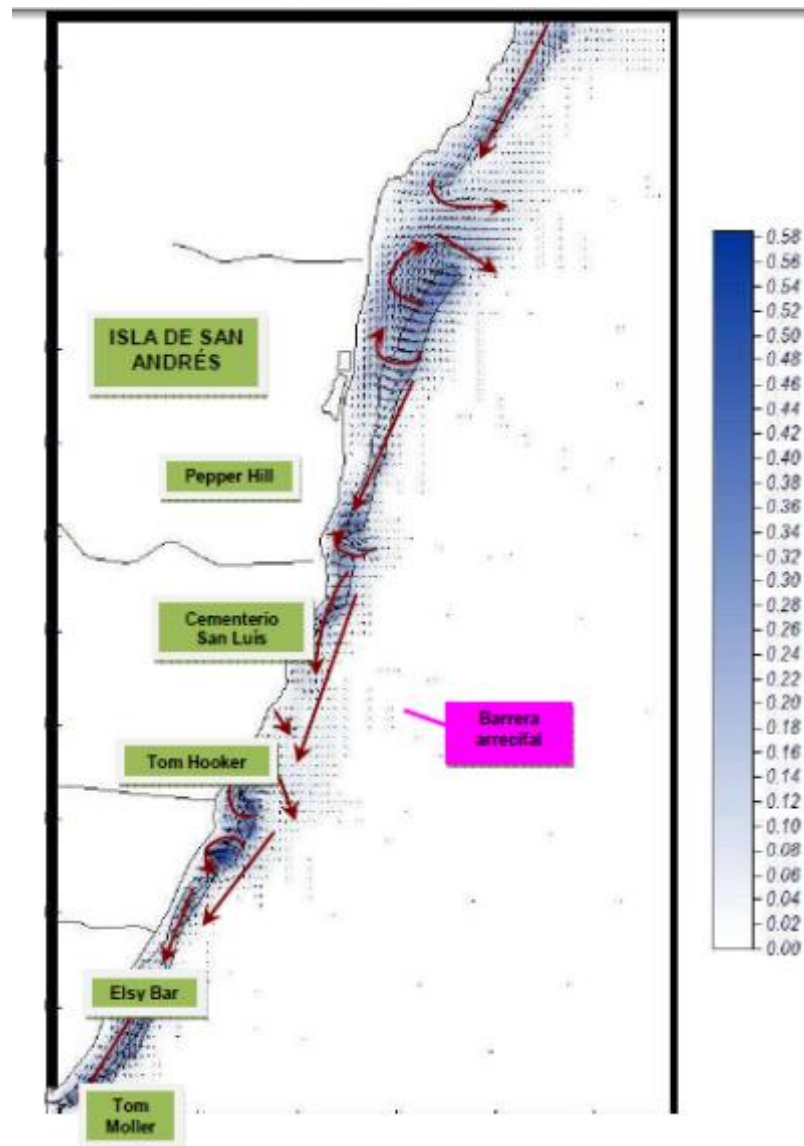 ISLA DE SAN
ANDRÉS
Pepper Hill
Cementerio
San Luis
Barrera
arrecifal
Tom Hooker
Elsy Bar
Tom
Moller
0.58
0.56
0.54
0.52
0.50
0.48
0.46
0.44
0.42
0.40
0.38
0.36
0.34
0.32
0.30
0.28
0.26
0.24
0.22
0.20
0.18
0.16
0.14
0.12
0.10
0.08
0.06
0.04
0.02
0.00